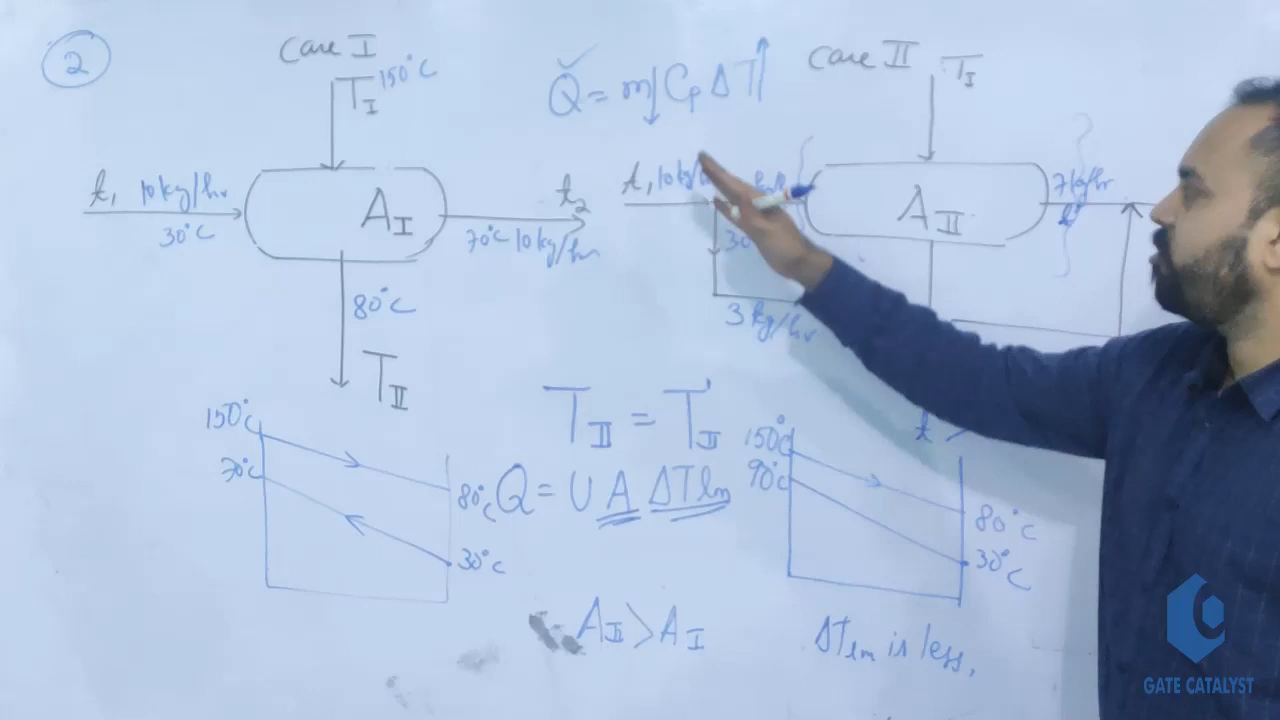 2
Case I
T_I 150°C
t₁ 10kg/hr
30°C
A_I
t₂
70°C 10kg/hr
80°C
T_II
Q = m Cp ΔT
Case II
T_I
t₁ 10kg/
A_II
7kg/hr
30
3 kg/hr
T_II = T'_II
Q = U A ΔTlm
A_II > A_I
150°C
70°C
80°C
30°C
150°C
90°C
80°C
30°C
ΔTlm is less,
GATE CATALYST